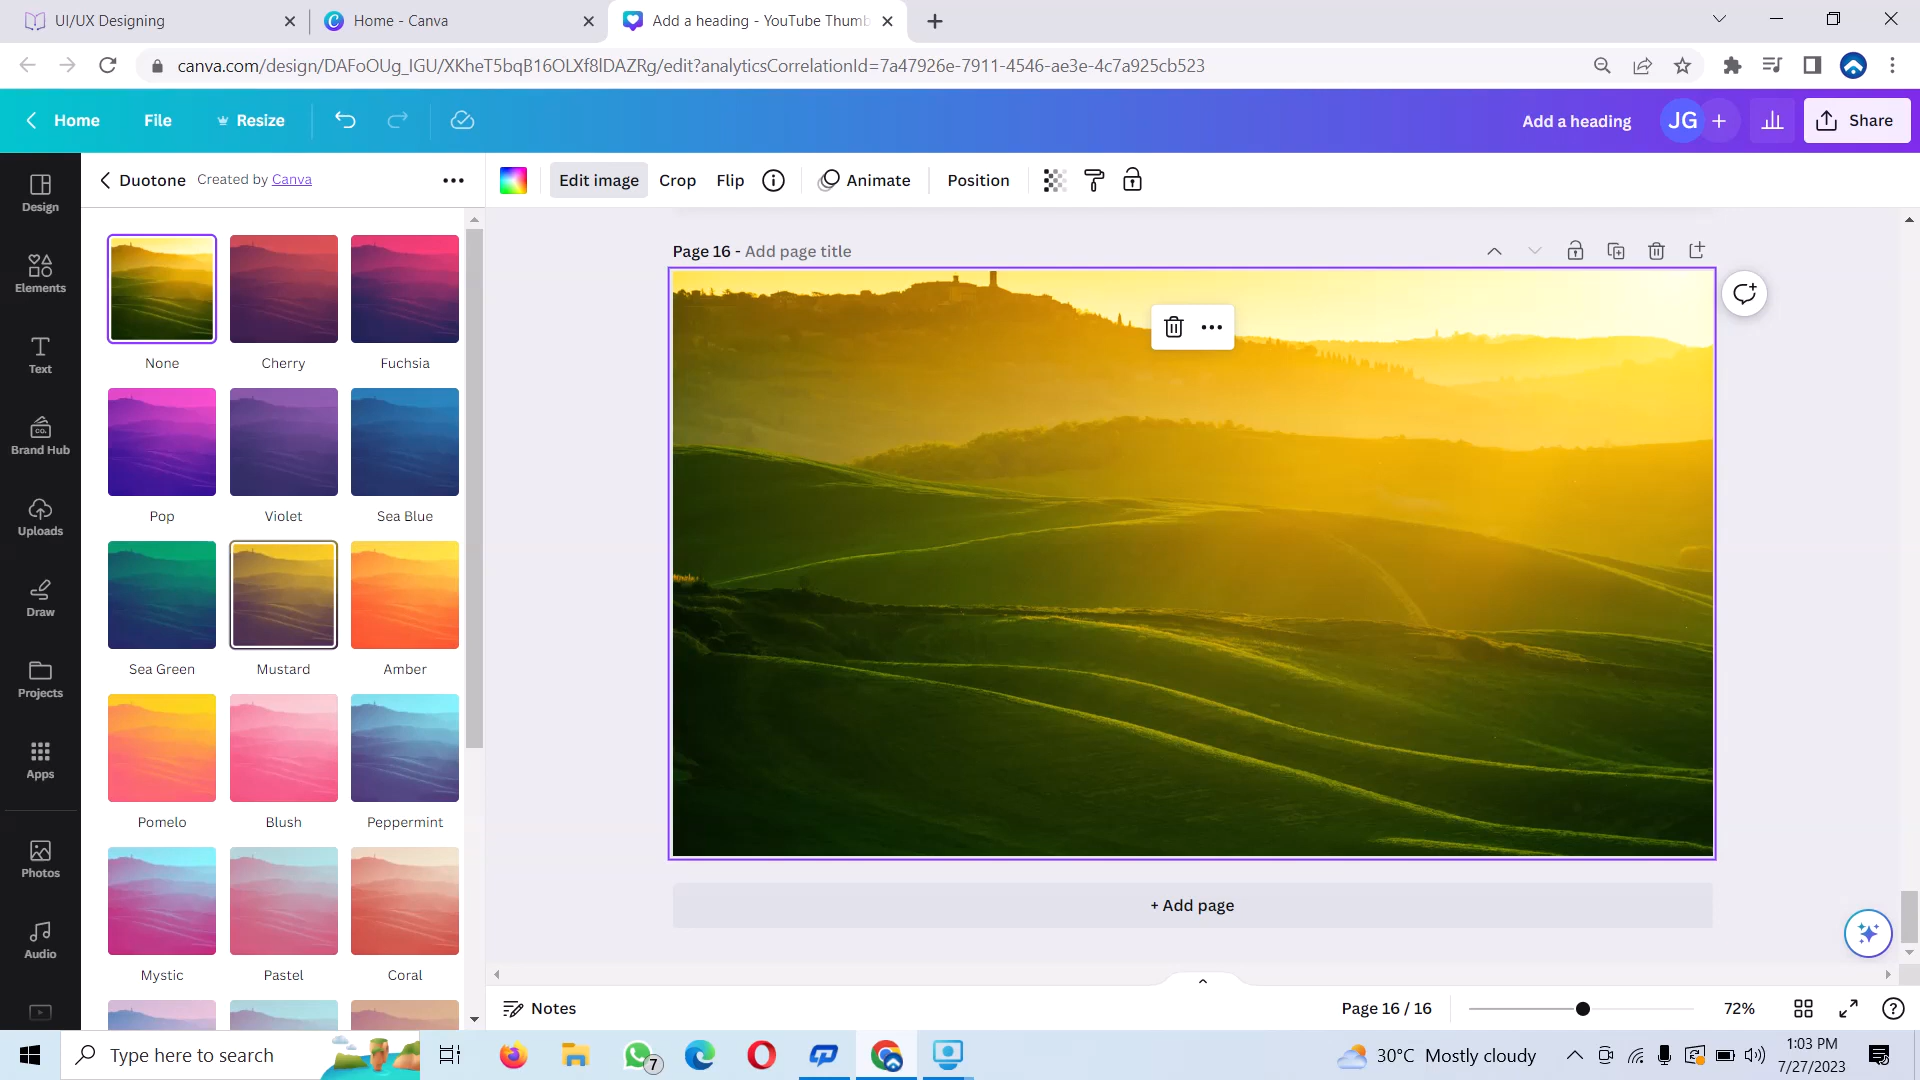 UI/UX Designing
Home - Canva
Add a heading - YouTube Thumb
canva.com/design/DAFoOUg_IGU/XKheT5bqB16OLXf8lDAZRg/edit?analyticsCorrelationId=7a47926e-7911-4546-ae3e-4c7a925cb523
Home
File
Resize
Add a heading
JG
Share
Design
Elements
Text
Brand Hub
Uploads
Draw
Projects
Apps
Photos
Audio
Duotone
Created by Canva
None
Cherry
Fuchsia
Pop
Violet
Sea Blue
Sea Green
Mustard
Amber
Pomelo
Blush
Peppermint
Mystic
Pastel
Coral
Edit image
Crop
Flip
Animate
Position
Page 16 - Add page title
+ Add page
Notes
Page 16 / 16
72%
Type here to search
7
30°C Mostly cloudy
1:03 PM
7/27/2023